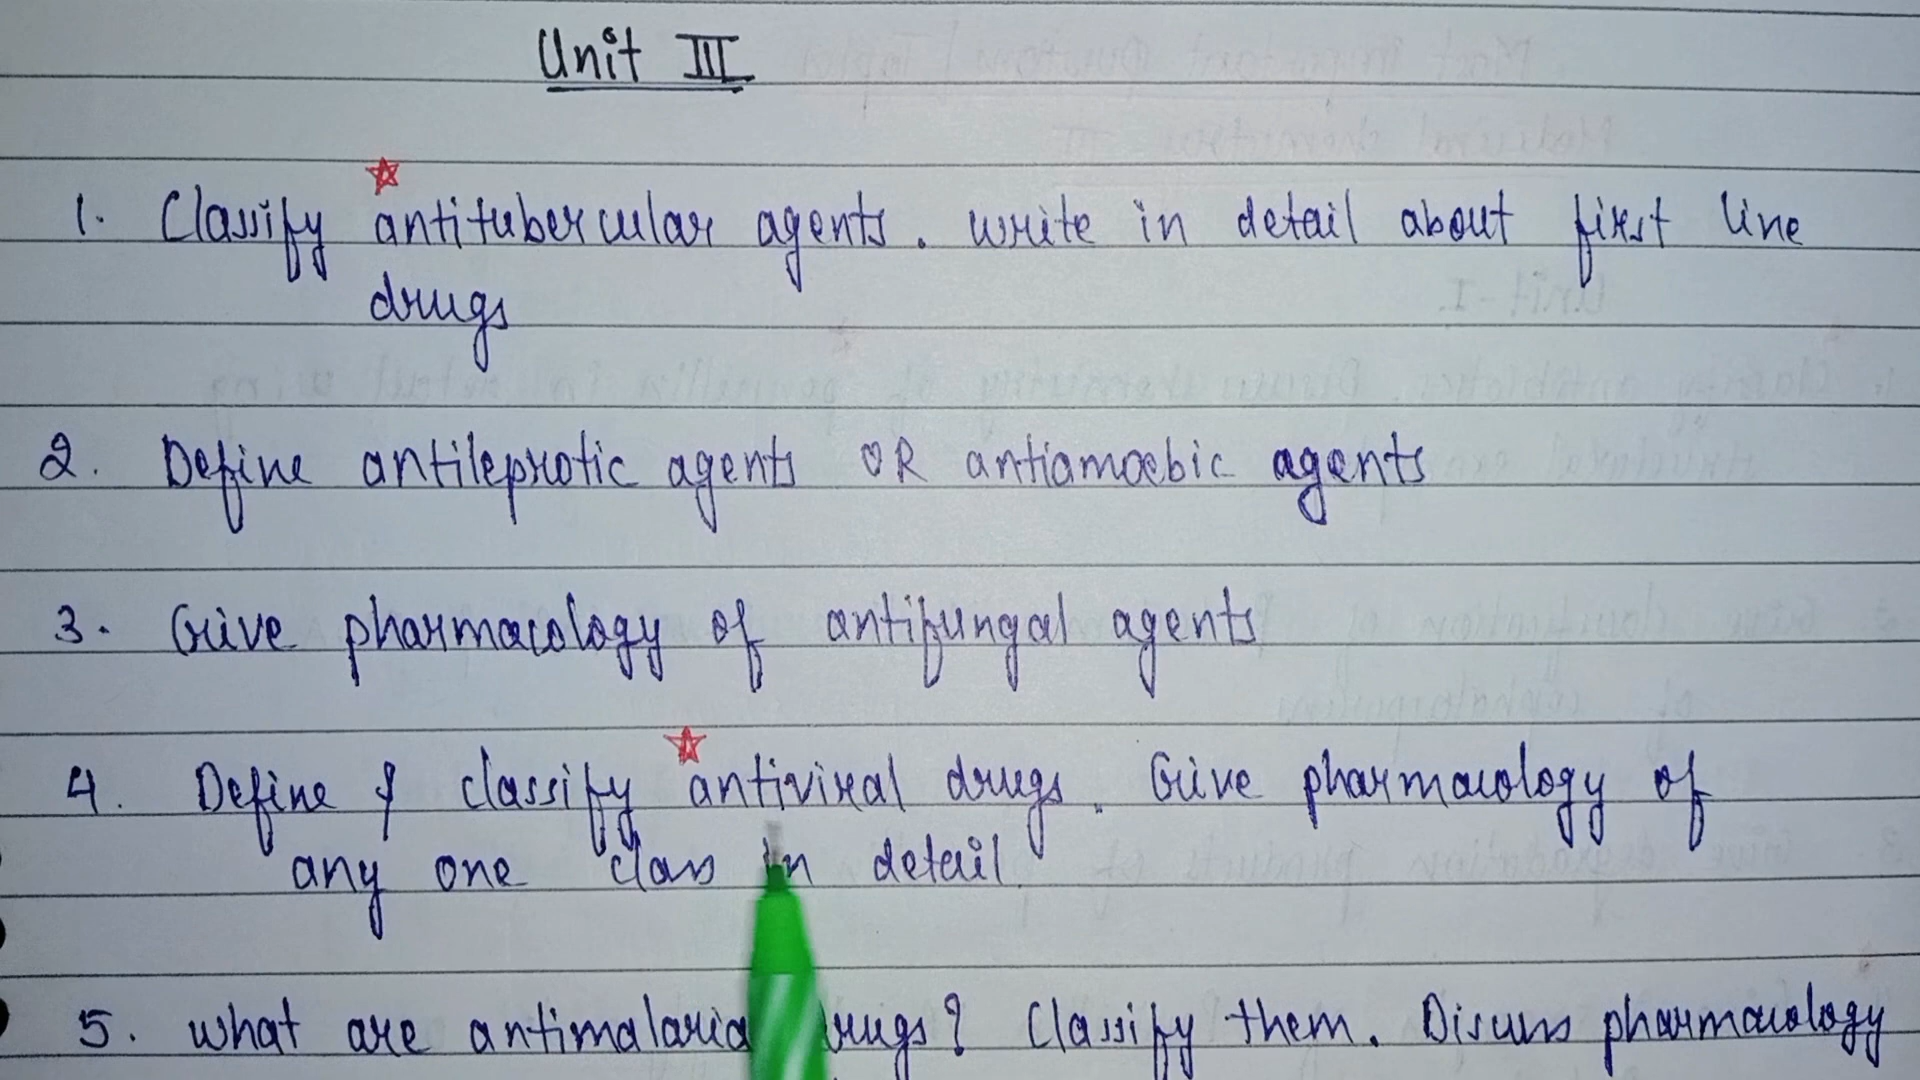 Unit III
1. Classify antitubercular agents. write in detail about first line
drugs
2. Define antileprotic agents OR antiamoebic agents
3. Give pharmacology of antifungal agents
4. Define & classify antiviral drugs. Give pharmacology of
any one class in detail.
5. what are antimalarial drugs? Classify them. Discuss pharmacology